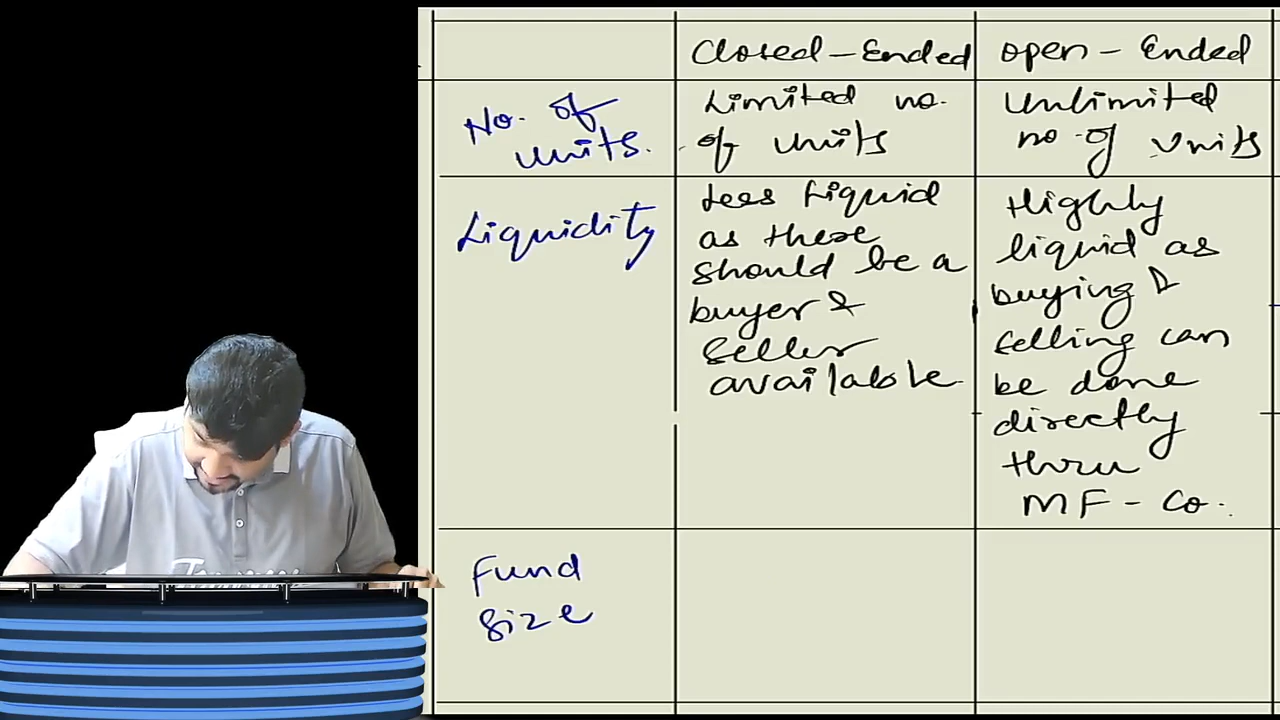 Closed-Ended
open-Ended
No. of
units.
Limited no.
of units
Unlimited
no. of Units
Liquidity
Less Liquid
as there
should be a
buyer &
seller
available.
Highly
liquid as
buying &
selling can
be done
directly
thru
MF-Co.
Fund
size